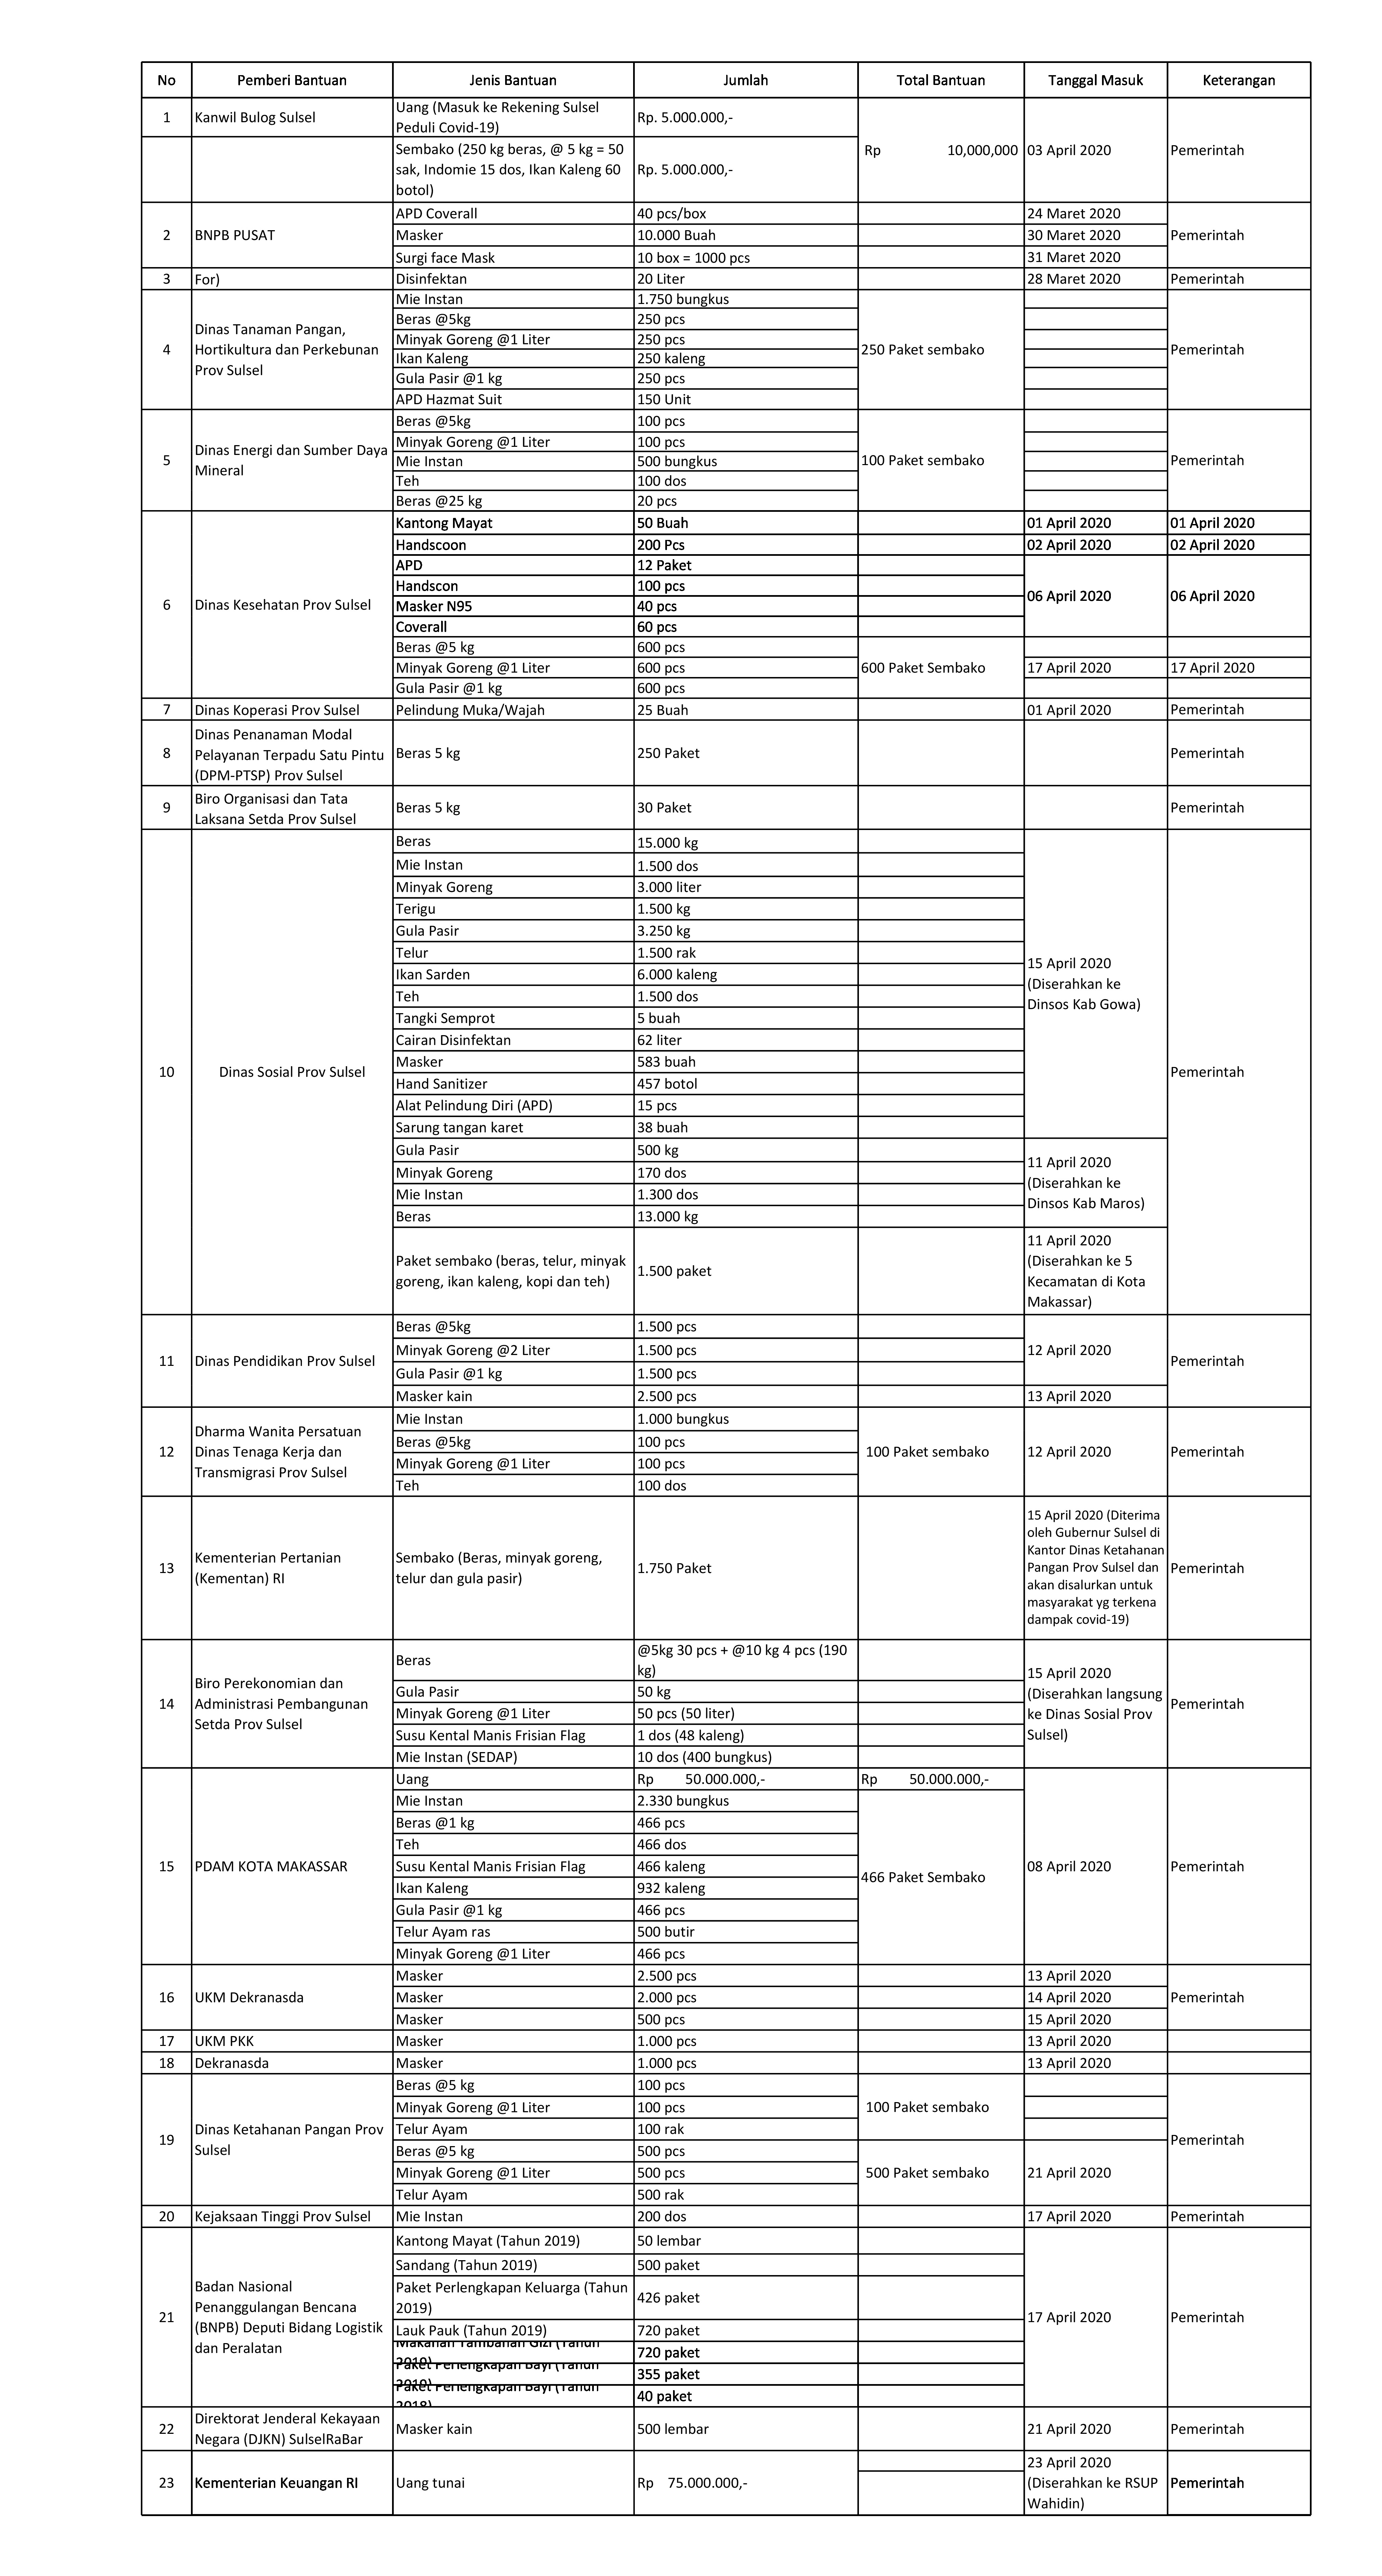 No Pemberi Bantuan Jenis Bantuan Jumlah Total Bantuan Tanggal Masuk Keterangan
1 Kanwil Bulog Sulsel
Uang (Masuk ke Rekening Sulsel
Peduli Covid-19)
Rp. 5.000.000,-
Sembako (250 kg beras, @ 5 kg = 50
sak, Indomie 15 dos, Ikan Kaleng 60
botol)
Rp. 5.000.000,-
Rp 10,000,000 03 April 2020 Pemerintah
2 BNPB PUSAT
APD Coverall 40 pcs/box 24 Maret 2020
Masker 10.000 Buah 30 Maret 2020 Pemerintah
Surgi face Mask 10 box = 1000 pcs 31 Maret 2020
3 For) Disinfektan 20 Liter 28 Maret 2020 Pemerintah
4
Dinas Tanaman Pangan,
Hortikultura dan Perkebunan
Prov Sulsel
Mie Instan 1.750 bungkus
Beras @5kg 250 pcs
Minyak Goreng @1 Liter 250 pcs
Ikan Kaleng 250 kaleng
Gula Pasir @1 kg 250 pcs
APD Hazmat Suit 150 Unit
250 Paket sembako Pemerintah
5
Dinas Energi dan Sumber Daya
Mineral
Beras @5kg 100 pcs
Minyak Goreng @1 Liter 100 pcs
Mie Instan 500 bungkus
Teh 100 dos
Beras @25 kg 20 pcs
100 Paket sembako Pemerintah
6 Dinas Kesehatan Prov Sulsel
Kantong Mayat 50 Buah 01 April 2020 01 April 2020
Handscoon 200 Pcs 02 April 2020 02 April 2020
APD 12 Paket
Handscon 100 pcs
Masker N95 40 pcs
Coverall 60 pcs
06 April 2020 06 April 2020
Beras @5 kg 600 pcs
Minyak Goreng @1 Liter 600 pcs 600 Paket Sembako 17 April 2020 17 April 2020
Gula Pasir @1 kg 600 pcs
7 Dinas Koperasi Prov Sulsel Pelindung Muka/Wajah 25 Buah 01 April 2020 Pemerintah
8
Dinas Penanaman Modal
Pelayanan Terpadu Satu Pintu
(DPM-PTSP) Prov Sulsel
Beras 5 kg 250 Paket Pemerintah
9
Biro Organisasi dan Tata
Laksana Setda Prov Sulsel
Beras 5 kg 30 Paket Pemerintah
10 Dinas Sosial Prov Sulsel
Beras 15.000 kg
Mie Instan 1.500 dos
Minyak Goreng 3.000 liter
Terigu 1.500 kg
Gula Pasir 3.250 kg
Telur 1.500 rak
Ikan Sarden 6.000 kaleng
Teh 1.500 dos
Tangki Semprot 5 buah
Cairan Disinfektan 62 liter
Masker 583 buah
Hand Sanitizer 457 botol
Alat Pelindung Diri (APD) 15 pcs
Sarung tangan karet 38 buah
15 April 2020
(Diserahkan ke
Dinsos Kab Gowa)
Pemerintah
Gula Pasir 500 kg
Minyak Goreng 170 dos
Mie Instan 1.300 dos
Beras 13.000 kg
11 April 2020
(Diserahkan ke
Dinsos Kab Maros)
Paket sembako (beras, telur, minyak
goreng, ikan kaleng, kopi dan teh)
1.500 paket
11 April 2020
(Diserahkan ke 5
Kecamatan di Kota
Makassar)
11 Dinas Pendidikan Prov Sulsel
Beras @5kg 1.500 pcs
Minyak Goreng @2 Liter 1.500 pcs 12 April 2020
Gula Pasir @1 kg 1.500 pcs
Masker kain 2.500 pcs 13 April 2020
Pemerintah
12
Dharma Wanita Persatuan
Dinas Tenaga Kerja dan
Transmigrasi Prov Sulsel
Mie Instan 1.000 bungkus
Beras @5kg 100 pcs
Minyak Goreng @1 Liter 100 pcs
Teh 100 dos
100 Paket sembako 12 April 2020 Pemerintah
13
Kementerian Pertanian
(Kementan) RI
Sembako (Beras, minyak goreng,
telur dan gula pasir)
1.750 Paket
15 April 2020 (Diterima
oleh Gubernur Sulsel di
Kantor Dinas Ketahanan
Pangan Prov Sulsel dan
akan disalurkan untuk
masyarakat yg terkena
dampak covid-19)
Pemerintah
14
Biro Perekonomian dan
Administrasi Pembangunan
Setda Prov Sulsel
Beras
@5kg 30 pcs + @10 kg 4 pcs (190
kg)
Gula Pasir 50 kg
Minyak Goreng @1 Liter 50 pcs (50 liter)
Susu Kental Manis Frisian Flag 1 dos (48 kaleng)
Mie Instan (SEDAP) 10 dos (400 bungkus)
15 April 2020
(Diserahkan langsung
ke Dinas Sosial Prov
Sulsel)
Pemerintah
15 PDAM KOTA MAKASSAR
Uang Rp 50.000.000,- Rp 50.000.000,-
Mie Instan 2.330 bungkus
Beras @1 kg 466 pcs
Teh 466 dos
Susu Kental Manis Frisian Flag 466 kaleng
Ikan Kaleng 932 kaleng
Gula Pasir @1 kg 466 pcs
Telur Ayam ras 500 butir
Minyak Goreng @1 Liter 466 pcs
466 Paket Sembako 08 April 2020 Pemerintah
16 UKM Dekranasda
Masker 2.500 pcs 13 April 2020
Masker 2.000 pcs 14 April 2020 Pemerintah
Masker 500 pcs 15 April 2020
17 UKM PKK Masker 1.000 pcs 13 April 2020
18 Dekranasda Masker 1.000 pcs 13 April 2020
19
Dinas Ketahanan Pangan Prov
Sulsel
Beras @5 kg 100 pcs
Minyak Goreng @1 Liter 100 pcs 100 Paket sembako
Telur Ayam 100 rak
Beras @5 kg 500 pcs
Minyak Goreng @1 Liter 500 pcs 500 Paket sembako 21 April 2020
Telur Ayam 500 rak
Pemerintah
20 Kejaksaan Tinggi Prov Sulsel Mie Instan 200 dos 17 April 2020 Pemerintah
21
Badan Nasional
Penanggulangan Bencana
(BNPB) Deputi Bidang Logistik
dan Peralatan
Kantong Mayat (Tahun 2019) 50 lembar
Sandang (Tahun 2019) 500 paket
Paket Perlengkapan Keluarga (Tahun
2019)
426 paket
Lauk Pauk (Tahun 2019) 720 paket
Makanan Tambahan Gizi (Tahun
2019)
720 paket
Paket Perlengkapan Bayi (Tahun
2019)
355 paket
Paket Perlengkapan Bayi (Tahun
2018)
40 paket
17 April 2020 Pemerintah
22
Direktorat Jenderal Kekayaan
Negara (DJKN) SulselRaBar
Masker kain 500 lembar 21 April 2020 Pemerintah
23 Kementerian Keuangan RI Uang tunai Rp 75.000.000,-
23 April 2020
(Diserahkan ke RSUP
Wahidin)
Pemerintah